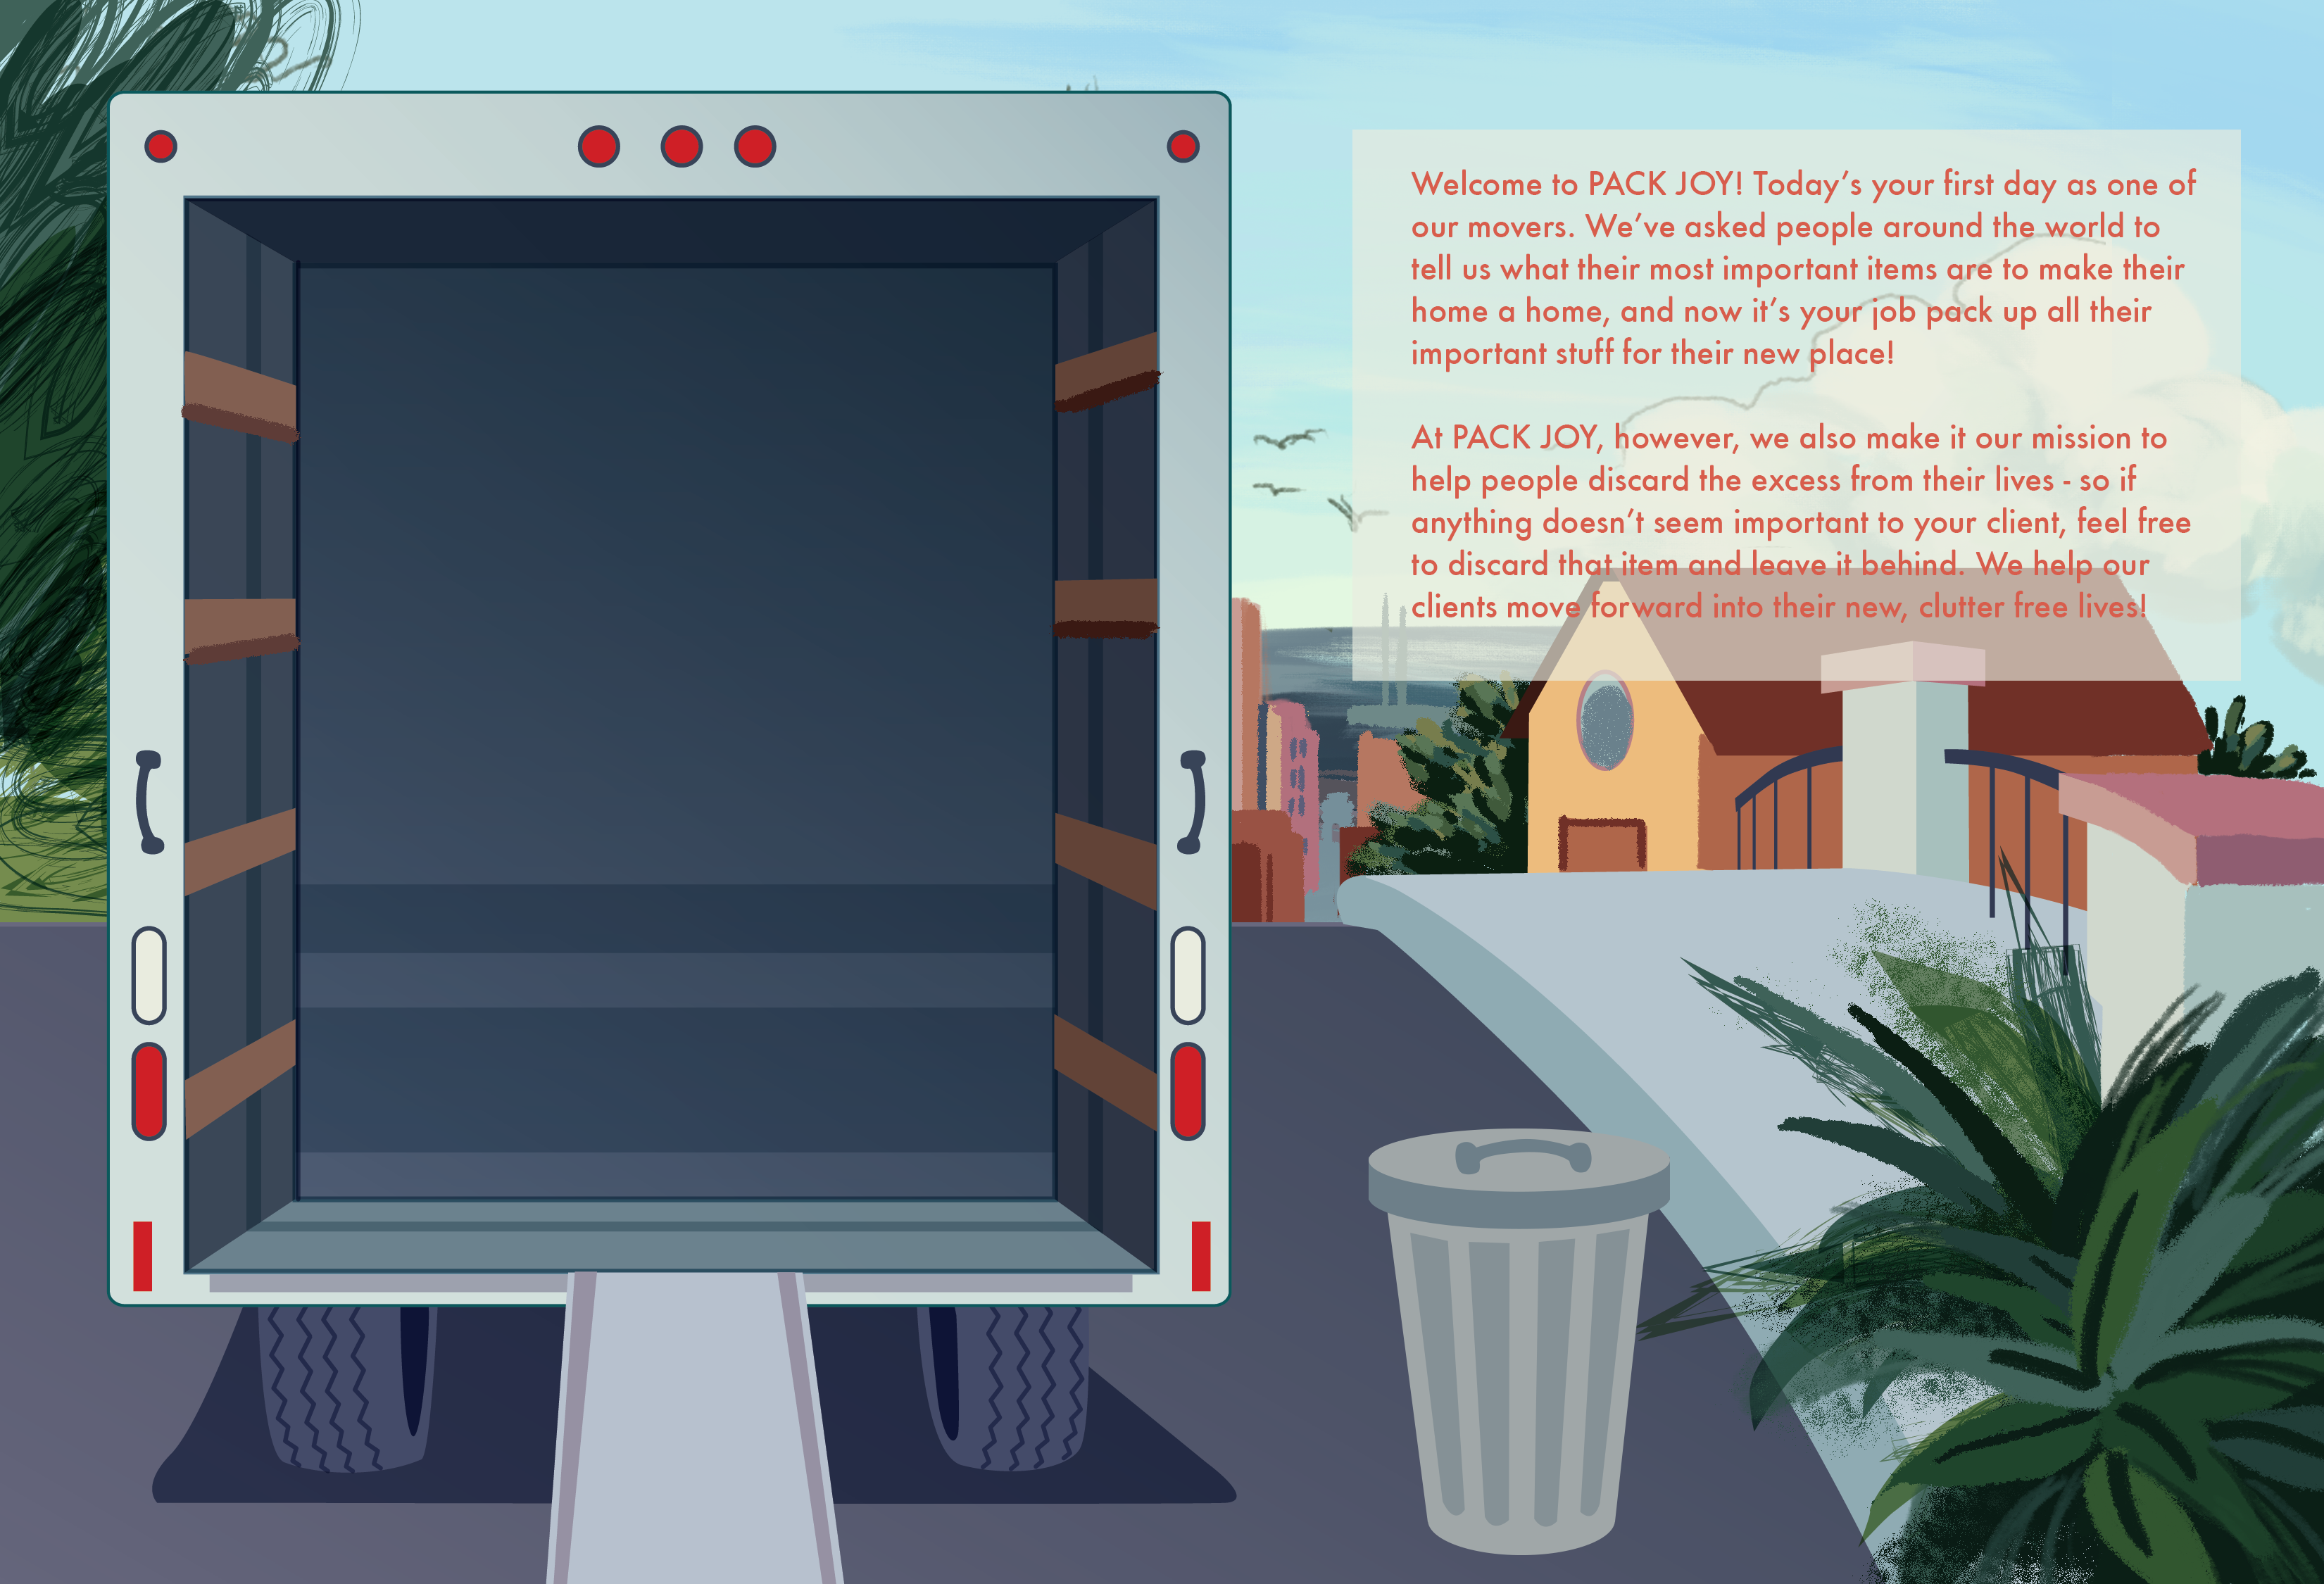 Welcome to PACK JOY! Today's your first day as one of
our movers. We've asked people around the world to
tell us what their most important items are to make their
home a home, and now it's your job pack up all their
important stuff for their new place!
At PACK JOY, however, we also make it our mission to
help people discard the excess from their lives - so if
anything doesn't seem important to your client, feel free
to discard that item and leave it behind. We help our
clients move forward into their new, clutter free lives!